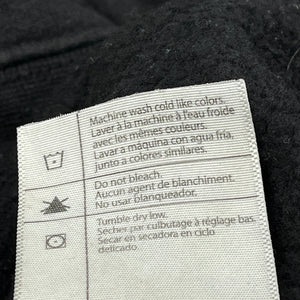 Machine wash cold like colors.
Laver à la machine à l'eau froide
avec les mêmes couleurs.
Lavar a maquina con agua fría,
junto a colores similares.
Do not bleach.
Aucun agent de blanchiment.
No usar blanqueador.
Tumble dry low.
Sécher par culbutage à réglage bas.
Secar en secadora en ciclo
delicado.